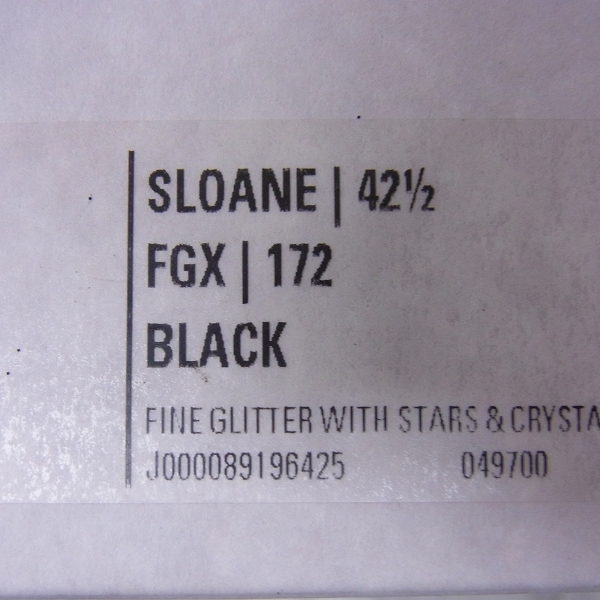 SLOANE | 42½
FGX | 172
BLACK
FINE GLITTER WITH STARS & CRYSTA
J000089196425 049700